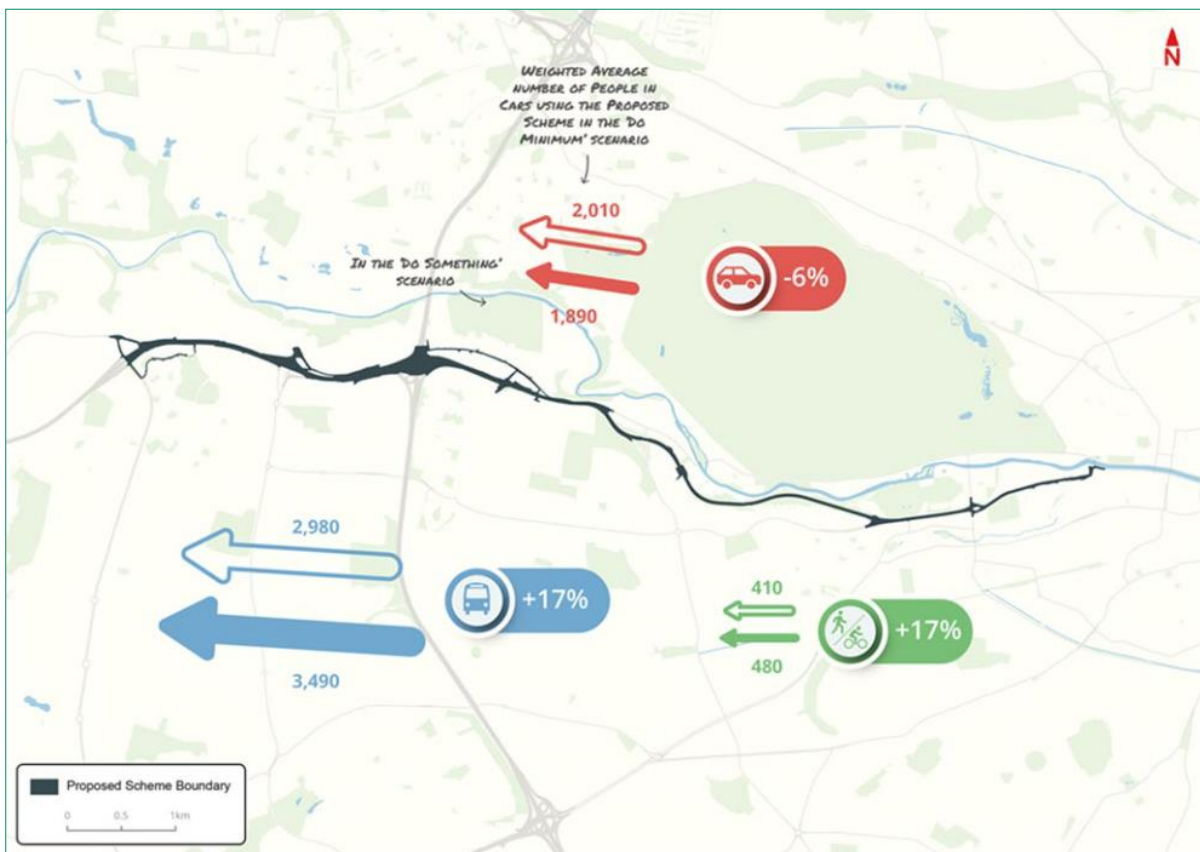 N
WEIGHTED AVERAGE
NUMBER OF PEOPLE IN
CARS USING THE PROPOSED
SCHEME IN THE 'DO
MINIMUM' SCENARIO
2,010
IN THE 'DO SOMETHING'
SCENARIO
-6%
1,890
2,980
+17%
3,490
410
+17%
480
Proposed Scheme Boundary
0 0.5 1km